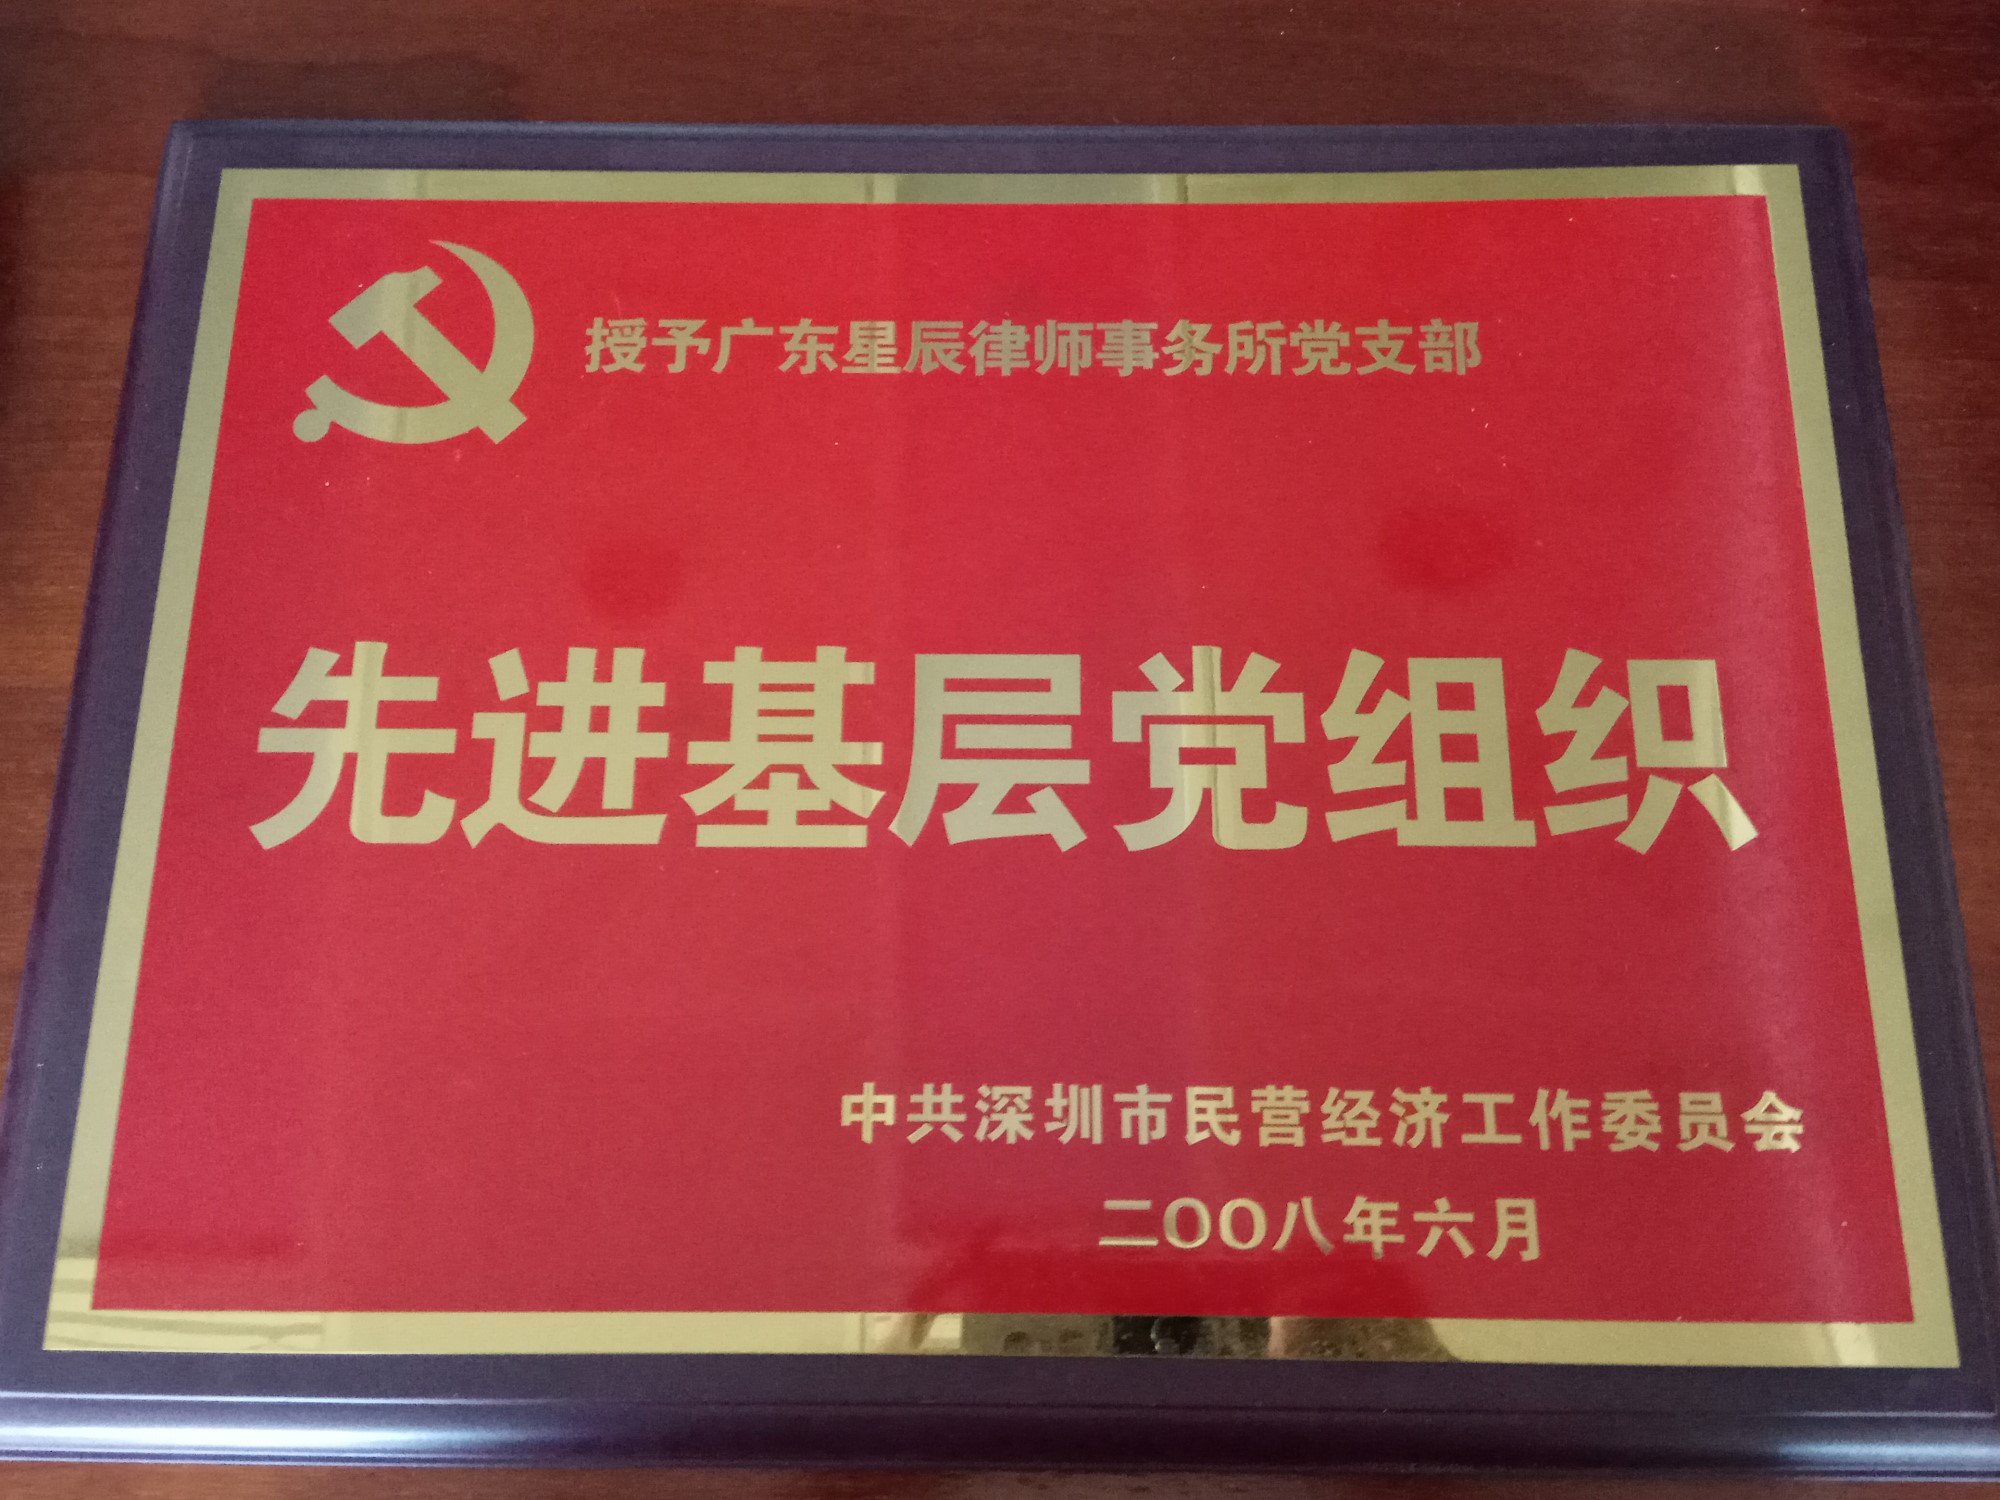 授予广东星辰律师事务所党支部
先进基层党组织
中共深圳市民营经济工作委员会
二〇〇八年六月